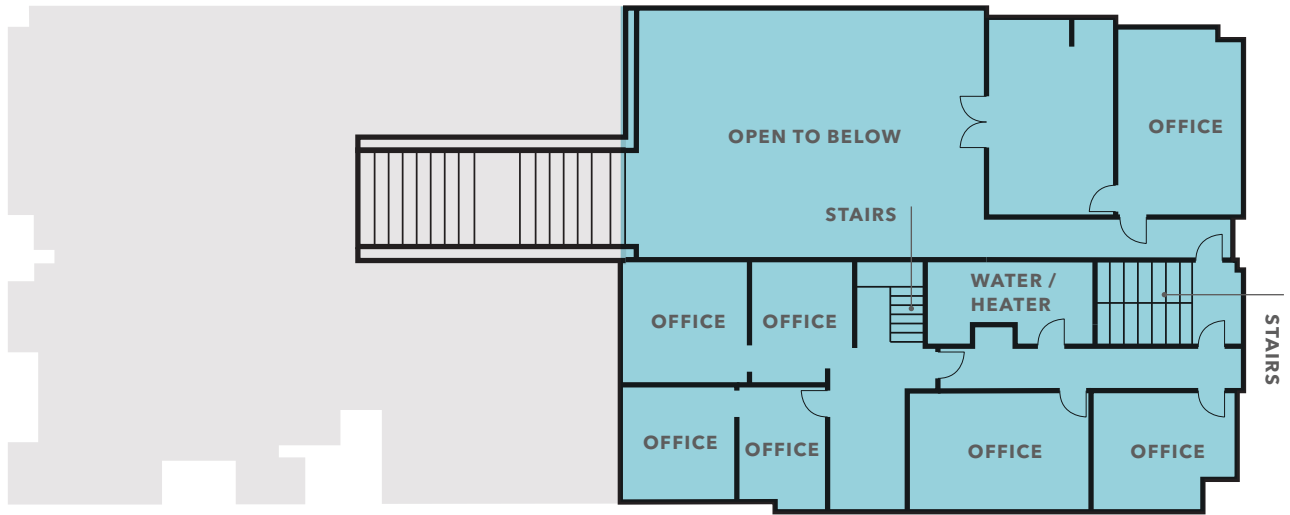 OFFICE
OPEN TO BELOW
STAIRS
WATER /
HEATER
OFFICE
OFFICE
STAIRS
OFFICE
OFFICE
OFFICE
OFFICE